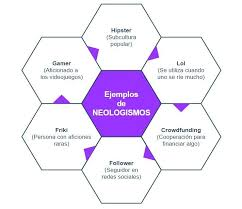 Hipster
(Subcultura
popular)
Gamer
(Aficionado a
los videojuegos)
Lol
(Se utiliza cuando
uno se ríe mucho)
Ejemplos
de
NEOLOGISMOS
Friki
(Persona con aficiones
raras)
Crowdfunding
(Cooperación para
financiar algo)
Follower
(Seguidor en
redes sociales)